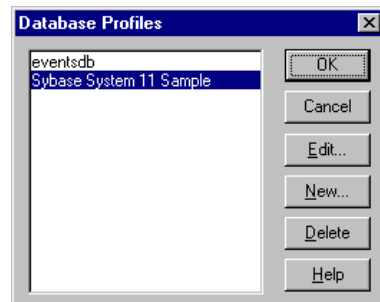 Database Profiles
eventsdb
Sybase System 11 Sample
OK
Cancel
Edit...
New...
Delete
Help